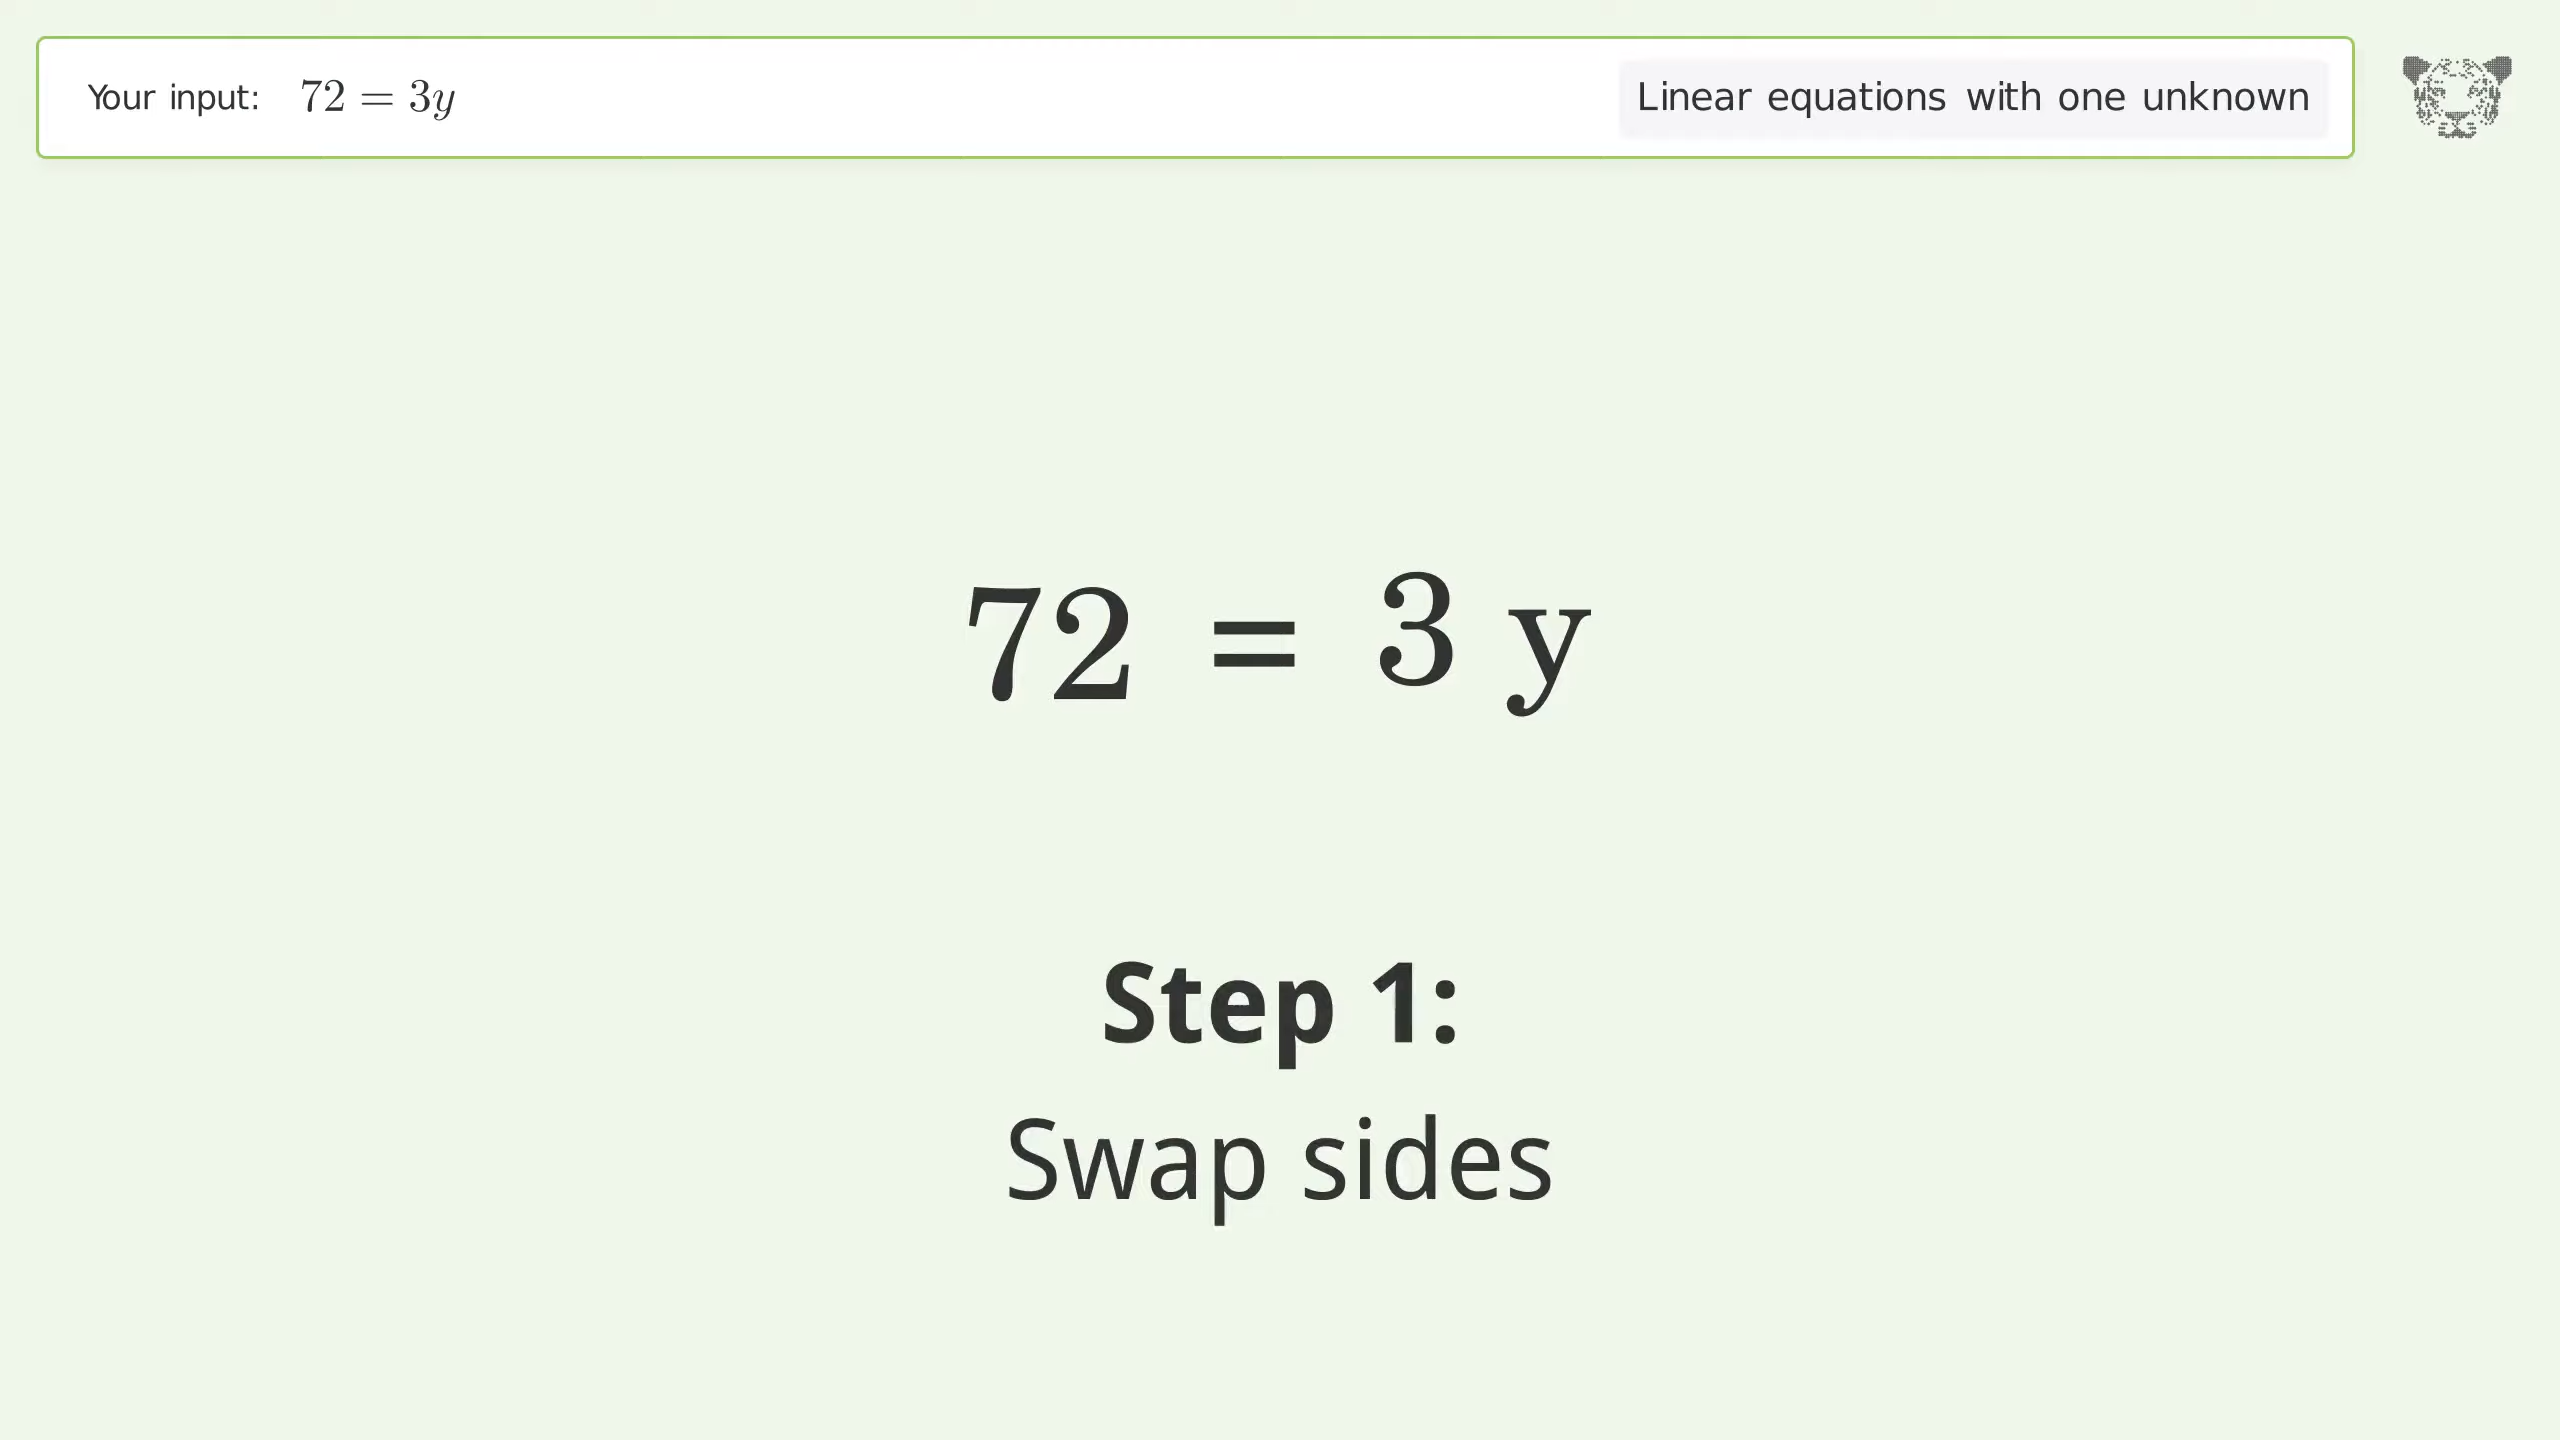 Your input: 72 = 3y
Linear equations with one unknown
72 = 3 y
Step 1:
Swap sides